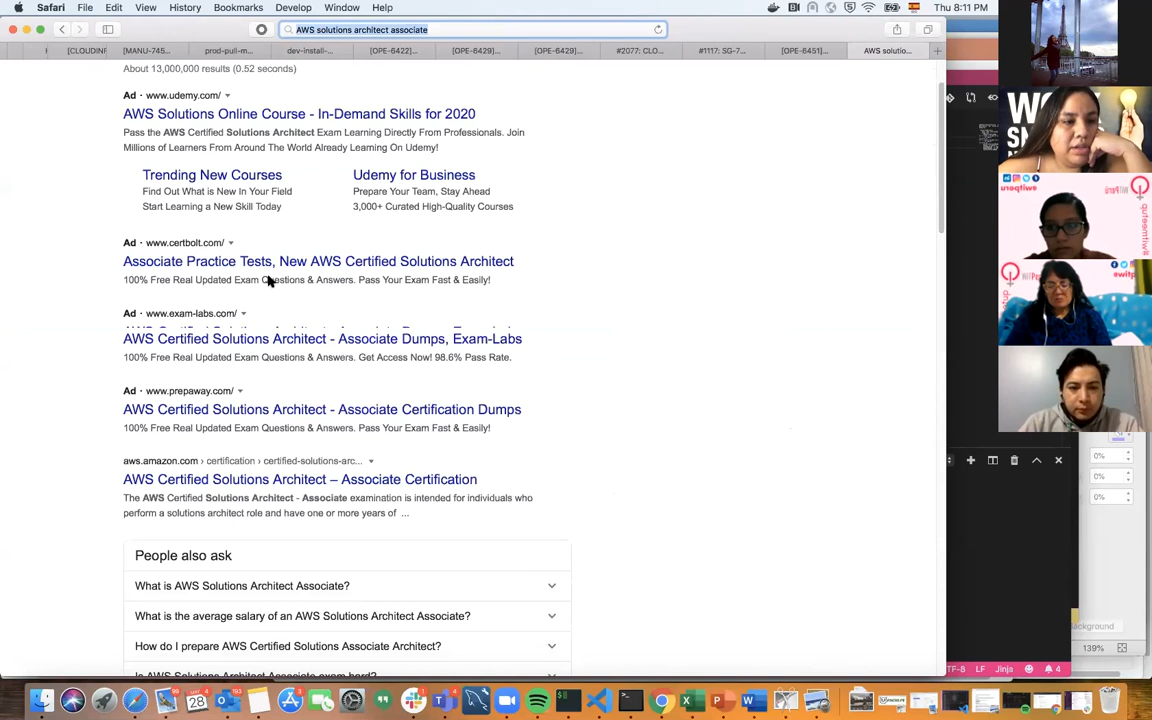 Safari File Edit View History Bookmarks Develop Window Help
Thu 8:11 PM
AWS solutions architect associate
[CLOUDINF
[MANU-745...
prod-pull-m...
dev-install-...
[OPE-6422]...
[OPE-6429]...
[OPE-6429]...
#2077: CLO...
#1117: SG-7...
[OPE-6451]...
AWS solutio...
About 13,000,000 results (0.52 seconds)
Ad · www.udemy.com/
AWS Solutions Online Course - In-Demand Skills for 2020
Pass the AWS Certified Solutions Architect Exam Learning Directly From Professionals. Join
Millions of Learners From Around The World Already Learning On Udemy!
Trending New Courses
Find Out What is New In Your Field
Start Learning a New Skill Today
Udemy for Business
Prepare Your Team, Stay Ahead
3,000+ Curated High-Quality Courses
Ad · www.certbolt.com/
Associate Practice Tests, New AWS Certified Solutions Architect
100% Free Real Updated Exam Questions & Answers. Pass Your Exam Fast & Easily!
Ad · www.exam-labs.com/
AWS Certified Solutions Architect - Associate Dumps, Exam-Labs
100% Free Real Updated Exam Questions & Answers. Get Access Now! 98.6% Pass Rate.
Ad · www.prepaway.com/
AWS Certified Solutions Architect - Associate Certification Dumps
100% Free Real Updated Exam Questions & Answers. Pass Your Exam Fast & Easily!
aws.amazon.com › certification › certified-solutions-arc...
AWS Certified Solutions Architect – Associate Certification
The AWS Certified Solutions Architect - Associate examination is intended for individuals who
perform a solutions architect role and have one or more years of ...
People also ask
What is AWS Solutions Architect Associate?
What is the average salary of an AWS Solutions Architect Associate?
How do I prepare AWS Certified Solutions Associate Architect?
Is AWS Solutions Architect Associate exam hard?
0%
0%
0%
ackground
139%
TF-8 LF Jinja 4